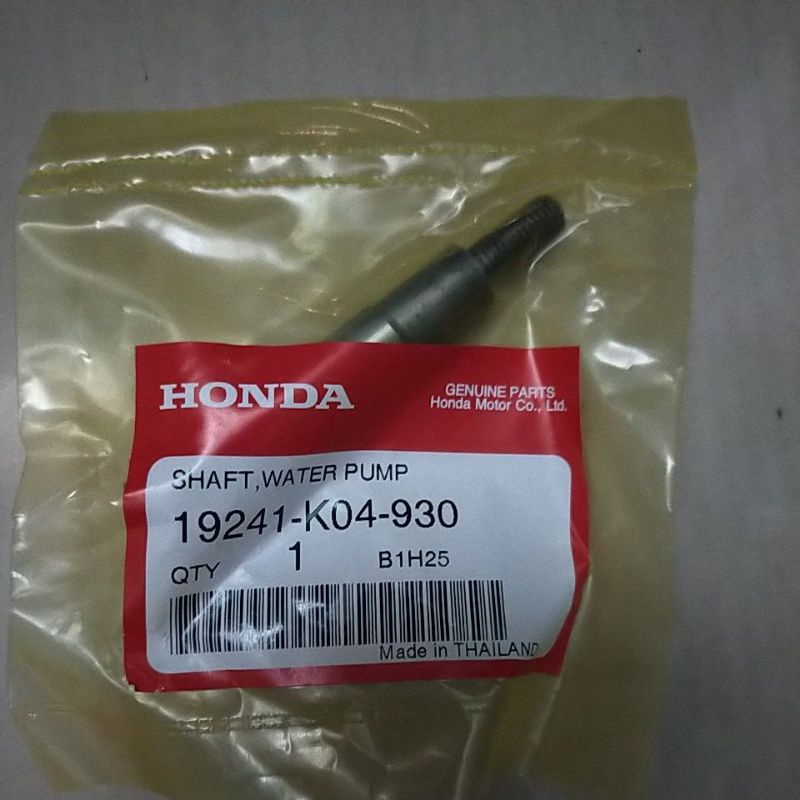 HONDA
GENUINE PARTS
Honda Motor Co., Ltd.
SHAFT,WATER PUMP
19241-K04-930
QTY 1 B1H25
Made in THAILAND